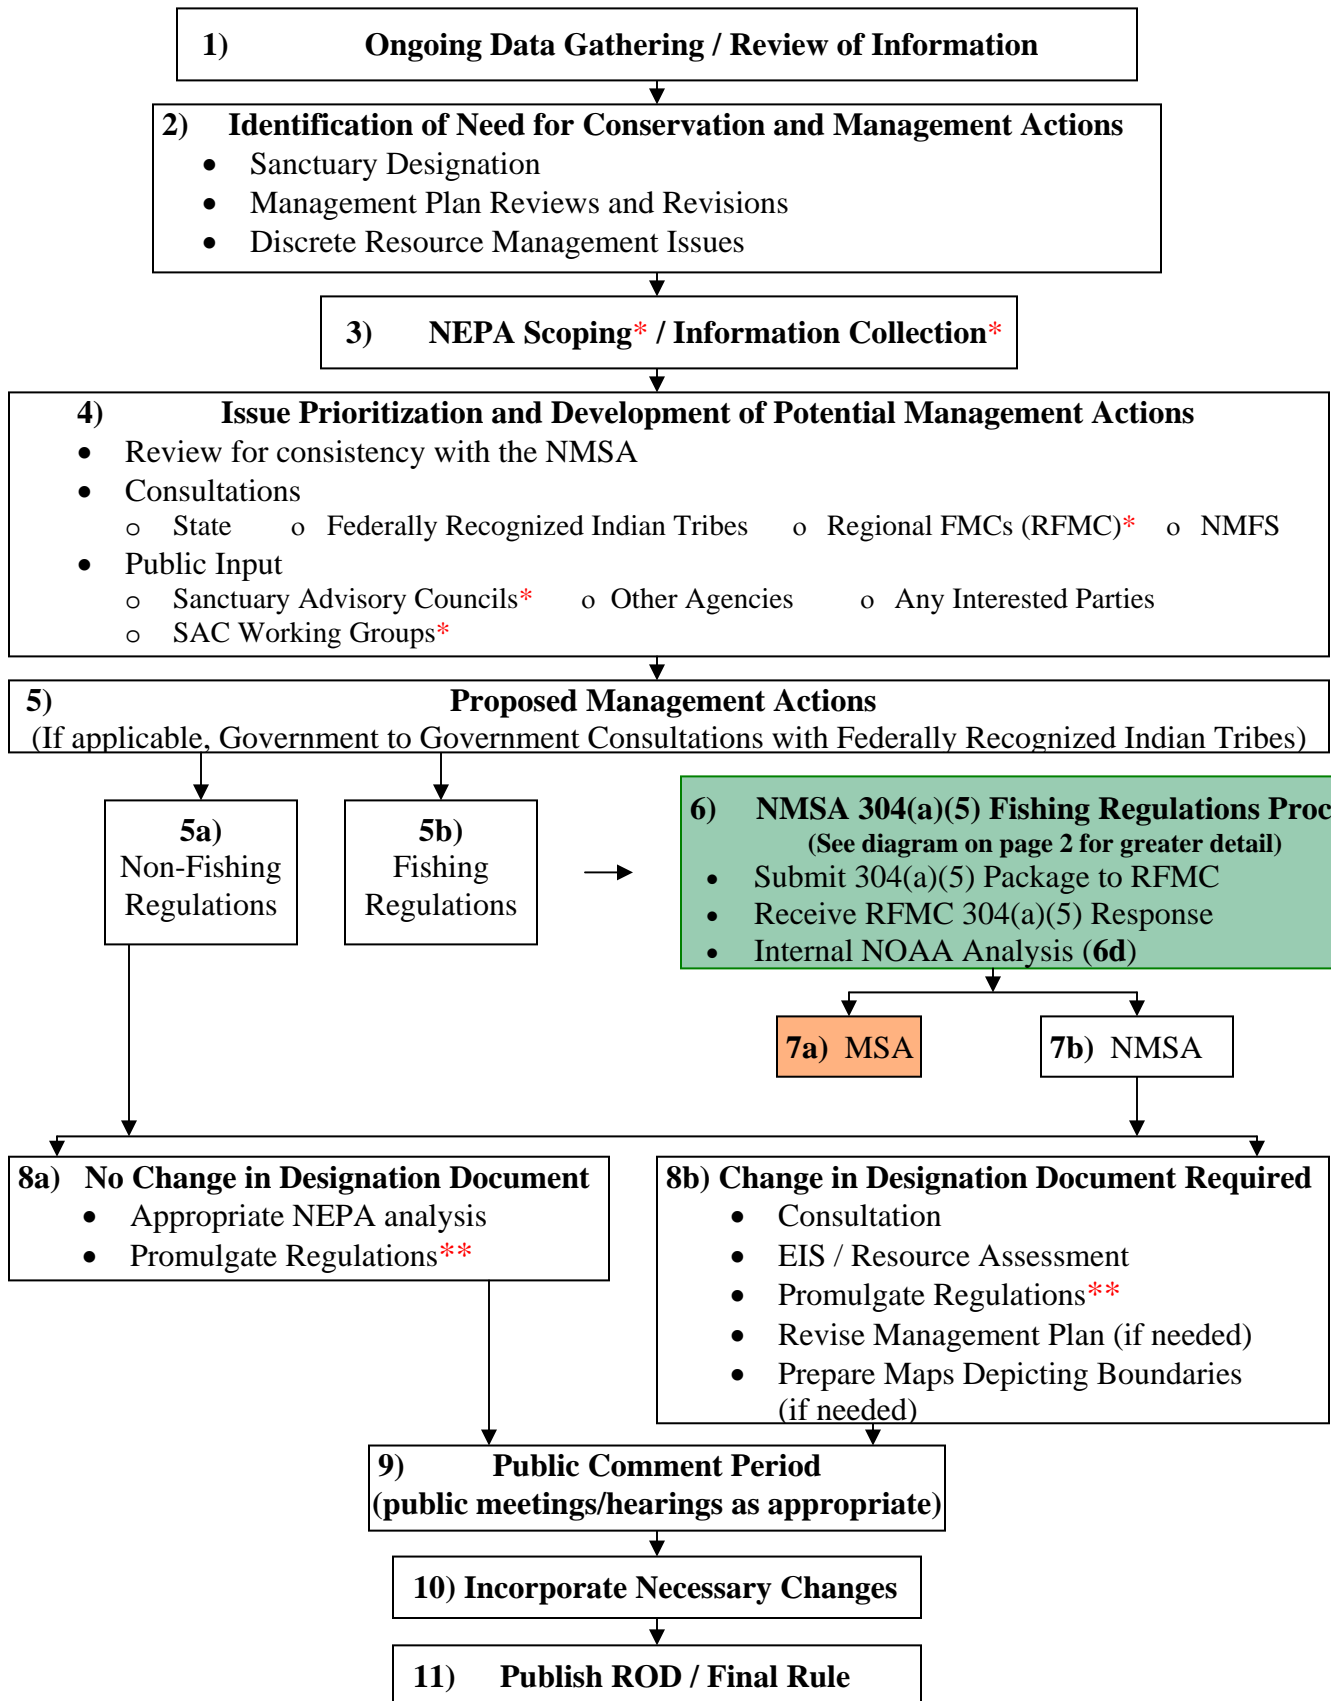 1) Ongoing Data Gathering / Review of Information
2) Identification of Need for Conservation and Management Actions
• Sanctuary Designation
• Management Plan Reviews and Revisions
• Discrete Resource Management Issues
3) NEPA Scoping* / Information Collection*
4) Issue Prioritization and Development of Potential Management Actions
• Review for consistency with the NMSA
• Consultations
o State o Federally Recognized Indian Tribes o Regional FMCs (RFMC)* o NMFS
• Public Input
o Sanctuary Advisory Councils* o Other Agencies o Any Interested Parties
o SAC Working Groups*
5) Proposed Management Actions
(If applicable, Government to Government Consultations with Federally Recognized Indian Tribes)
5a)
Non-Fishing
Regulations
5b)
Fishing
Regulations
6) NMSA 304(a)(5) Fishing Regulations Proc
(See diagram on page 2 for greater detail)
• Submit 304(a)(5) Package to RFMC
• Receive RFMC 304(a)(5) Response
• Internal NOAA Analysis (6d)
7a) MSA
7b) NMSA
8a) No Change in Designation Document
• Appropriate NEPA analysis
• Promulgate Regulations**
8b) Change in Designation Document Required
• Consultation
• EIS / Resource Assessment
• Promulgate Regulations**
• Revise Management Plan (if needed)
• Prepare Maps Depicting Boundaries
(if needed)
9) Public Comment Period
(public meetings/hearings as appropriate)
10) Incorporate Necessary Changes
11) Publish ROD / Final Rule